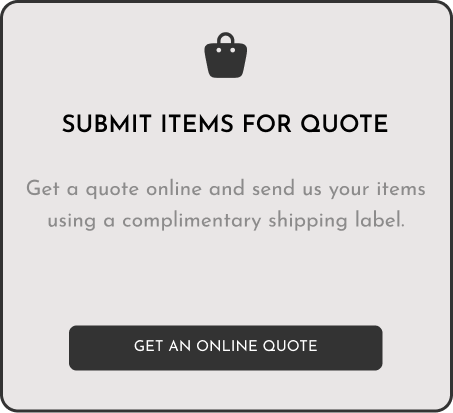 SUBMIT ITEMS FOR QUOTE
Get a quote online and send us your items
using a complimentary shipping label.
GET AN ONLINE QUOTE